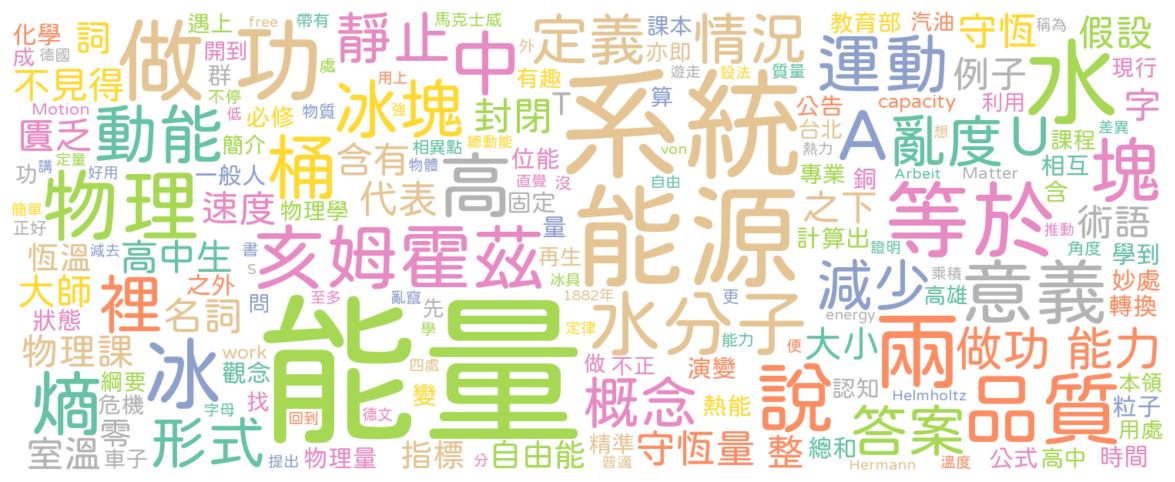 化學 詞 做功 靜止 遇上 free 帶有 馬克士威 外 定義 情況 課本 教育部 汽油 守恆 稱為 假設
成 德國 開到 處 中 亦即 運動 例子 水 現行
不見得 群 不停 用上 有趣 遊走 設法 質量
Motion 低 必修 物質 冰塊 強 封閉 T 系統 算 公告 capacity 利用 字
匱乏 動能 簡介 總動能 相異點 von 台北 A 亂度 U 課程 差異
功 定量 講 好用 一般人 桶 含有 物體 直覺 位能 沒 自由 熱力 想 相互 塊
物理 代表 高 固定 專業 銅 Arbeit Matter 含
簡單 速度 物理學 能源 之下 等於 術語
正好 量 計算出 推動
恆溫 減去 高中生 書 亥姆霍茲 再生 證明 角度 學到
大師 之外 s 冰具 減少 乘積 意義 妙處
狀態 裡 名詞 問 至多 亂竄 先 1882年 更 水分子 高雄 轉換
能量 學 定律 能力 便 energy
物理課 冰 work 四處 做 不正 演變 大小 兩 做功 能力
熵 綱要 觀念 變 概念 熱能 說 認知 Helmholtz 品質 本領
危機 字母 找 回到 德文 答案 粒子
室溫 零 形式 指標 自由能 精準 守恆量 整 總和 用處
車子 提出 物理量 分 普適 Hermann 溫度 公式 高中 時間